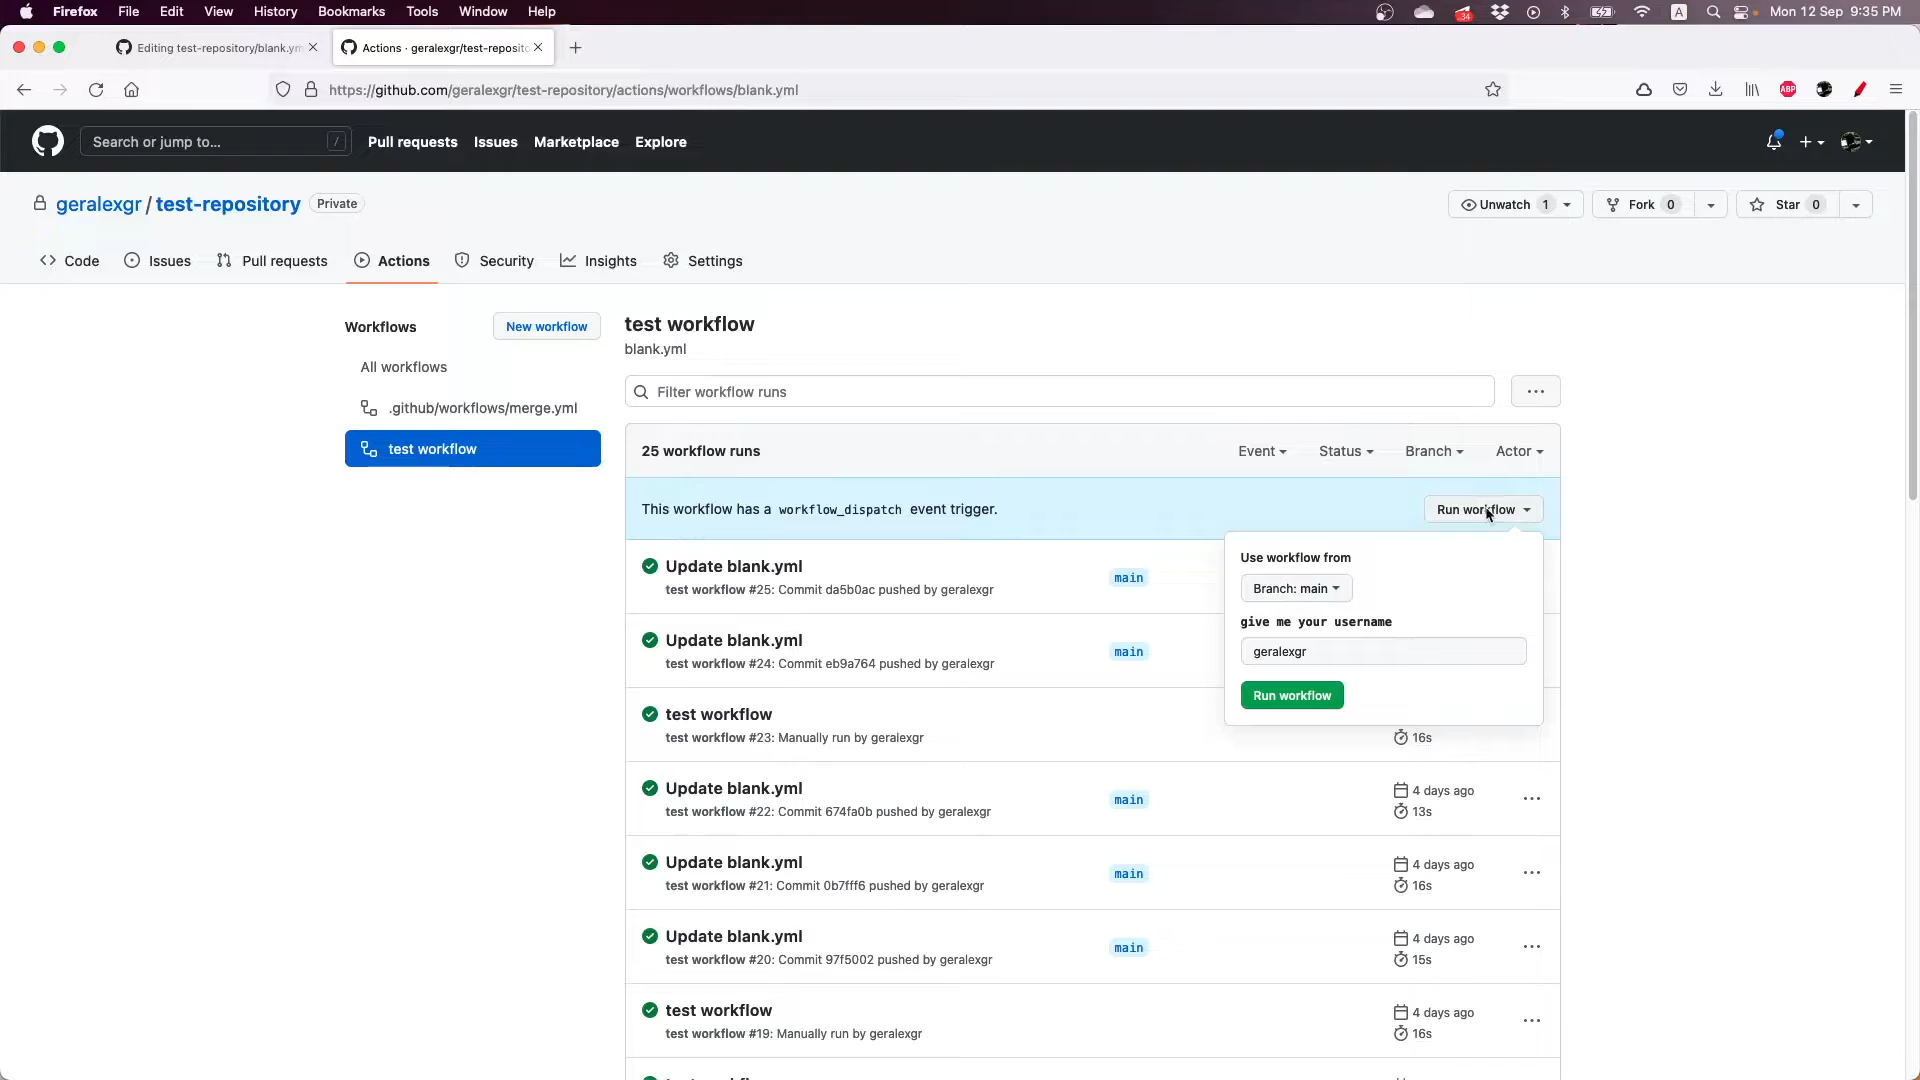 Firefox File Edit View History Bookmarks Tools Window Help
34
A
Mon 12 Sep 9:35 PM
Editing test-repository/blank.ym
Actions · geralexgr/test-reposito
https://github.com/geralexgr/test-repository/actions/workflows/blank.yml
ABP
Search or jump to... /
Pull requests Issues Marketplace Explore
geralexgr / test-repository Private
Unwatch 1
Fork 0
Star 0
Code Issues Pull requests Actions Security Insights Settings
Workflows
New workflow
All workflows
.github/workflows/merge.yml
test workflow
test workflow
blank.yml
Filter workflow runs
25 workflow runs
Event Status Branch Actor
This workflow has a workflow_dispatch event trigger.
Run workflow
Use workflow from
Branch: main
give me your username
geralexgr
Run workflow
Update blank.yml
test workflow #25: Commit da5b0ac pushed by geralexgr
main
Update blank.yml
test workflow #24: Commit eb9a764 pushed by geralexgr
main
test workflow
test workflow #23: Manually run by geralexgr
16s
Update blank.yml
test workflow #22: Commit 674fa0b pushed by geralexgr
main
4 days ago
13s
Update blank.yml
test workflow #21: Commit 0b7fff6 pushed by geralexgr
main
4 days ago
16s
Update blank.yml
test workflow #20: Commit 97f5002 pushed by geralexgr
main
4 days ago
15s
test workflow
test workflow #19: Manually run by geralexgr
4 days ago
16s